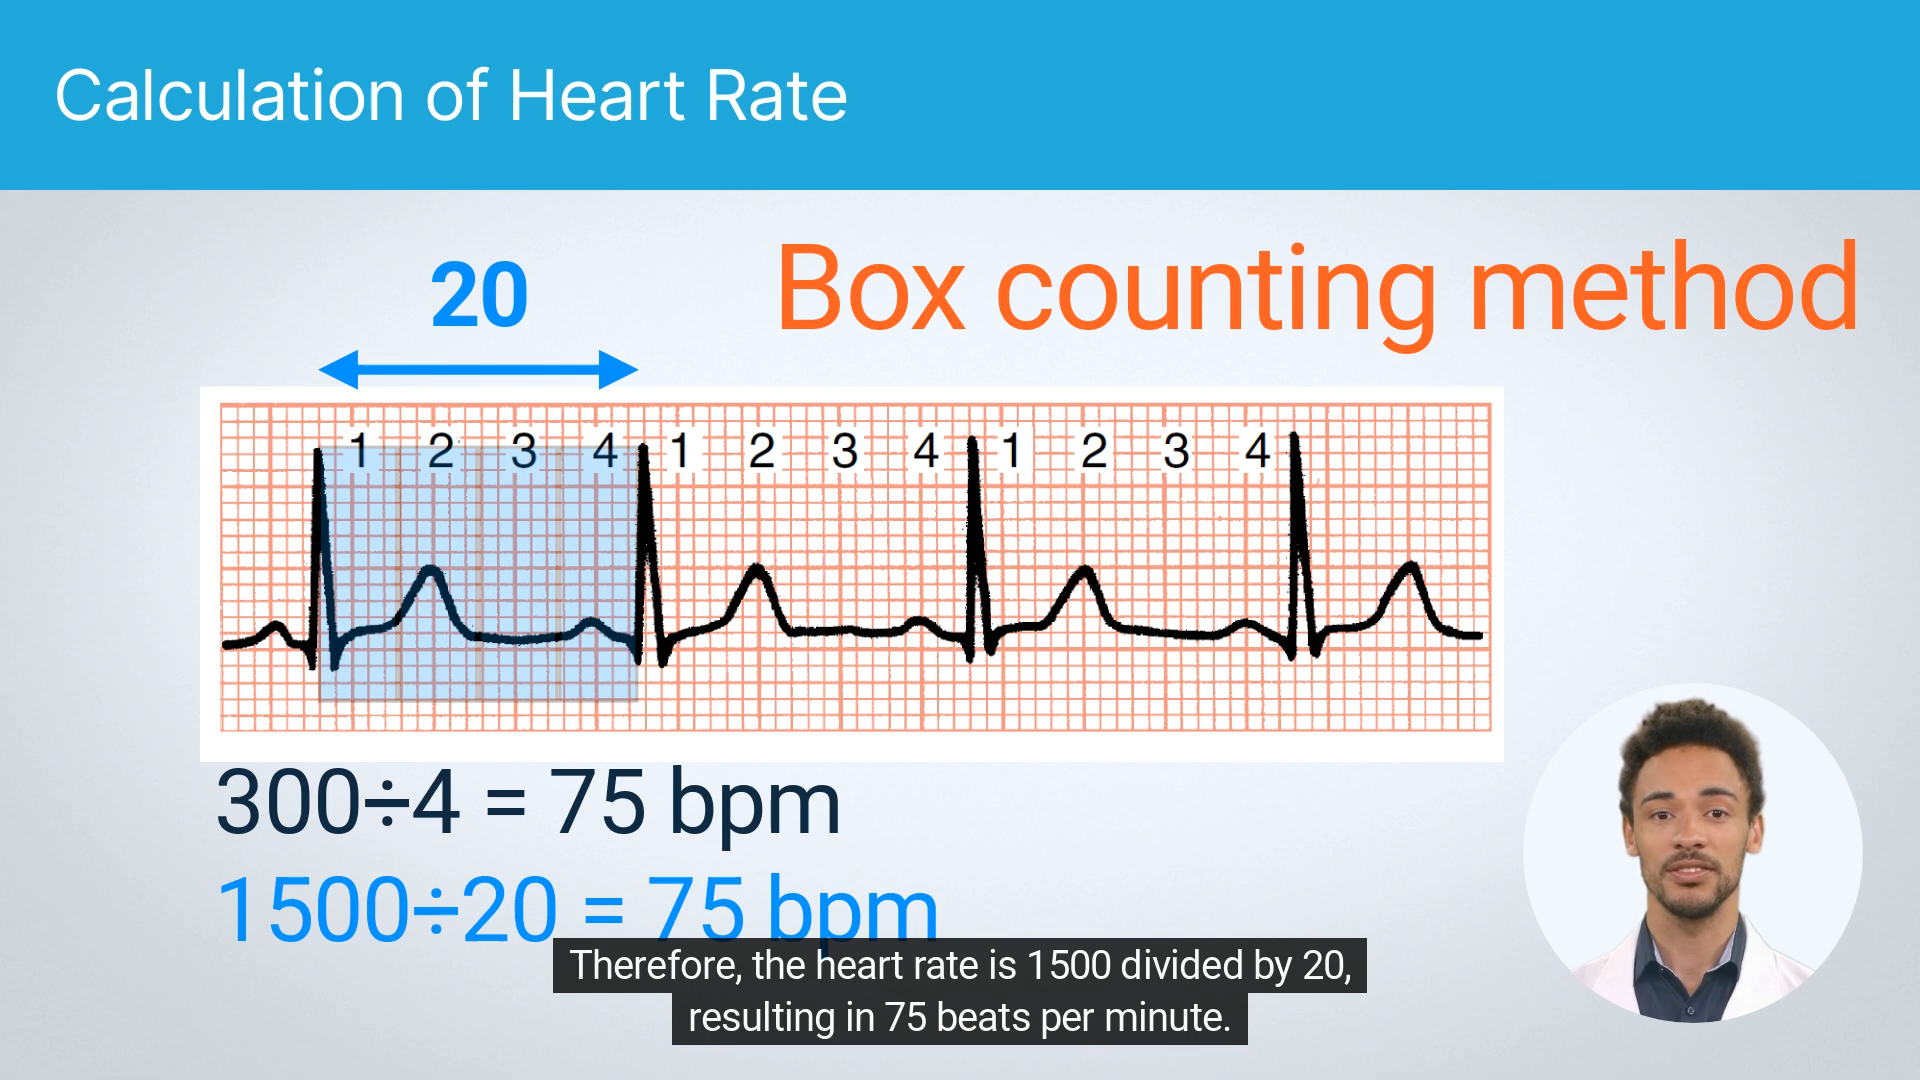 Calculation of Heart Rate
20
Box counting method
1 2 3 4 1 2 3 4 1 2 3 4
300÷4 = 75 bpm
1500÷20 = 75 bpm
Therefore, the heart rate is 1500 divided by 20,
resulting in 75 beats per minute.